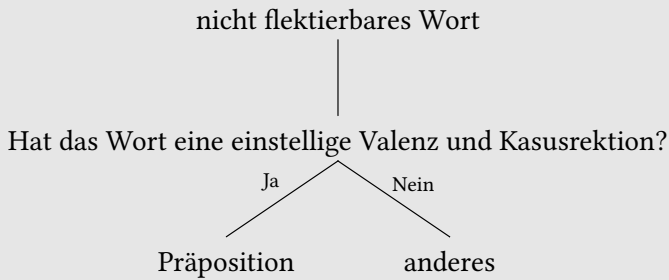 nicht flektierbares Wort
Hat das Wort eine einstellige Valenz und Kasusrektion?
Ja Nein
Präposition anderes